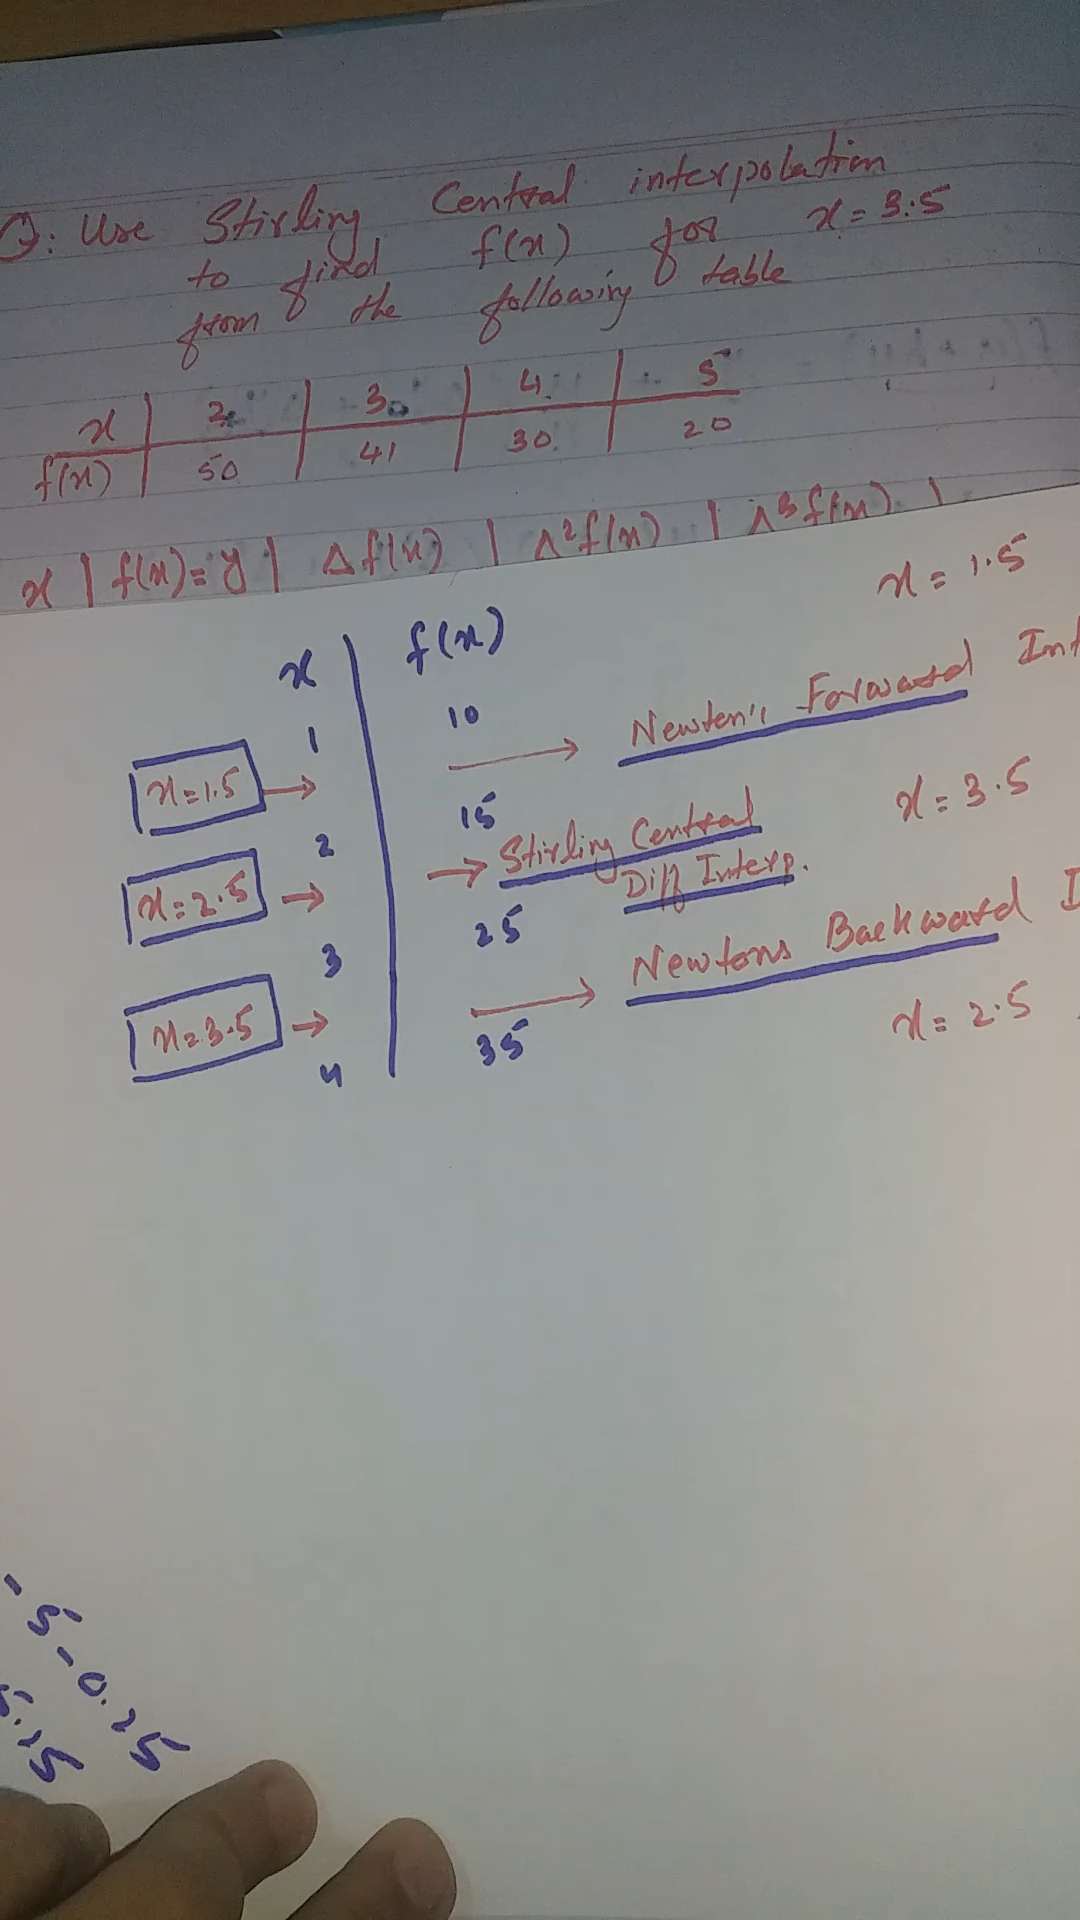 Q: Use Stirling Central interpolation
to find f(x) for x = 3.5
from the following table
x | 2 | 3 | 4 | 5
f(x) | 50 | 41 | 30 | 20
x | f(x) = y | Δf(x) | Δ²f(x) | Δ³f(x) |
x = 1.5
x | f(x)
1 10
x=1.5 → → Newton's Forward Int
2 15
x = 3.5
x=2.5 → → Stirling Central
Diff Interp.
3 25
x=3.5 → → Newtons Backward I
4 35
x = 2.5
- 5 - 0.25